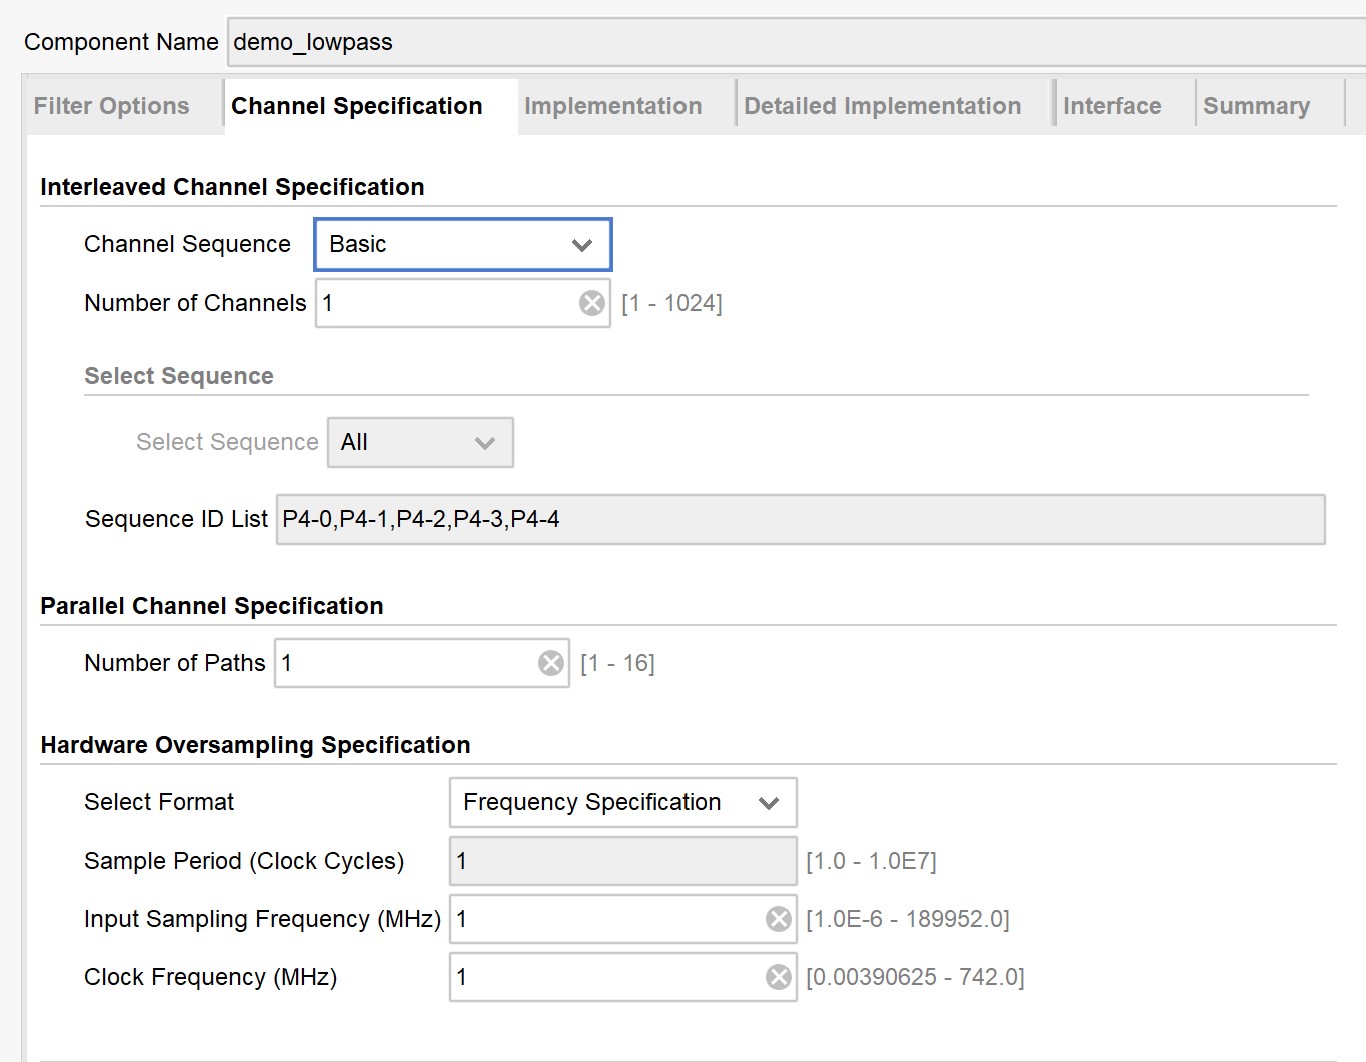 Component Name demo_lowpass
Filter Options Channel Specification Implementation Detailed Implementation Interface Summary
Interleaved Channel Specification
Channel Sequence Basic
Number of Channels 1 [1 - 1024]
Select Sequence
Select Sequence All
Sequence ID List P4-0,P4-1,P4-2,P4-3,P4-4
Parallel Channel Specification
Number of Paths 1 [1 - 16]
Hardware Oversampling Specification
Select Format Frequency Specification
Sample Period (Clock Cycles) 1 [1.0 - 1.0E7]
Input Sampling Frequency (MHz) 1 [1.0E-6 - 189952.0]
Clock Frequency (MHz) 1 [0.00390625 - 742.0]